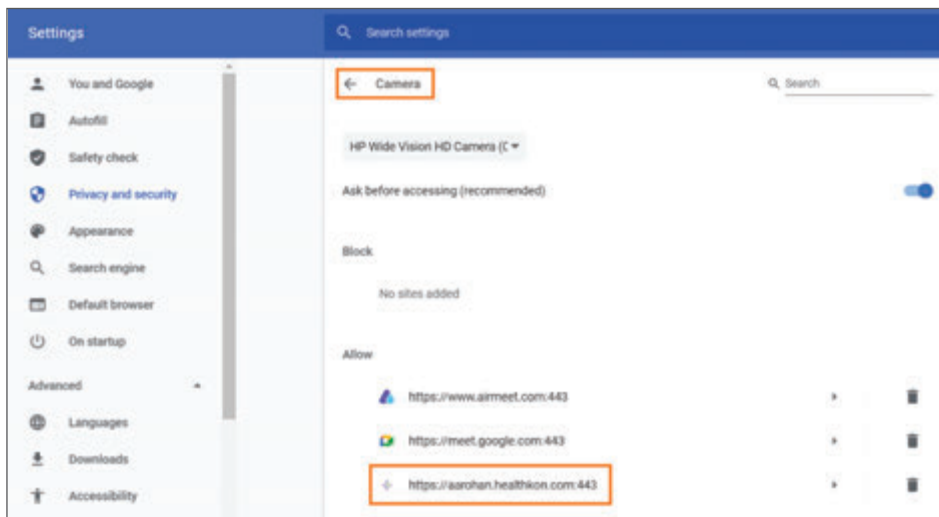 Settings
Search settings
You and Google
Autofill
Safety check
Privacy and security
Appearance
Search engine
Default browser
On startup
Advanced
Languages
Downloads
Accessibility
Camera
Search
HP Wide Vision HD Camera (C
Ask before accessing (recommended)
Block
No sites added
Allow
https://www.airmeet.com:443
https://meet.google.com:443
https://aarohan.healthkon.com:443